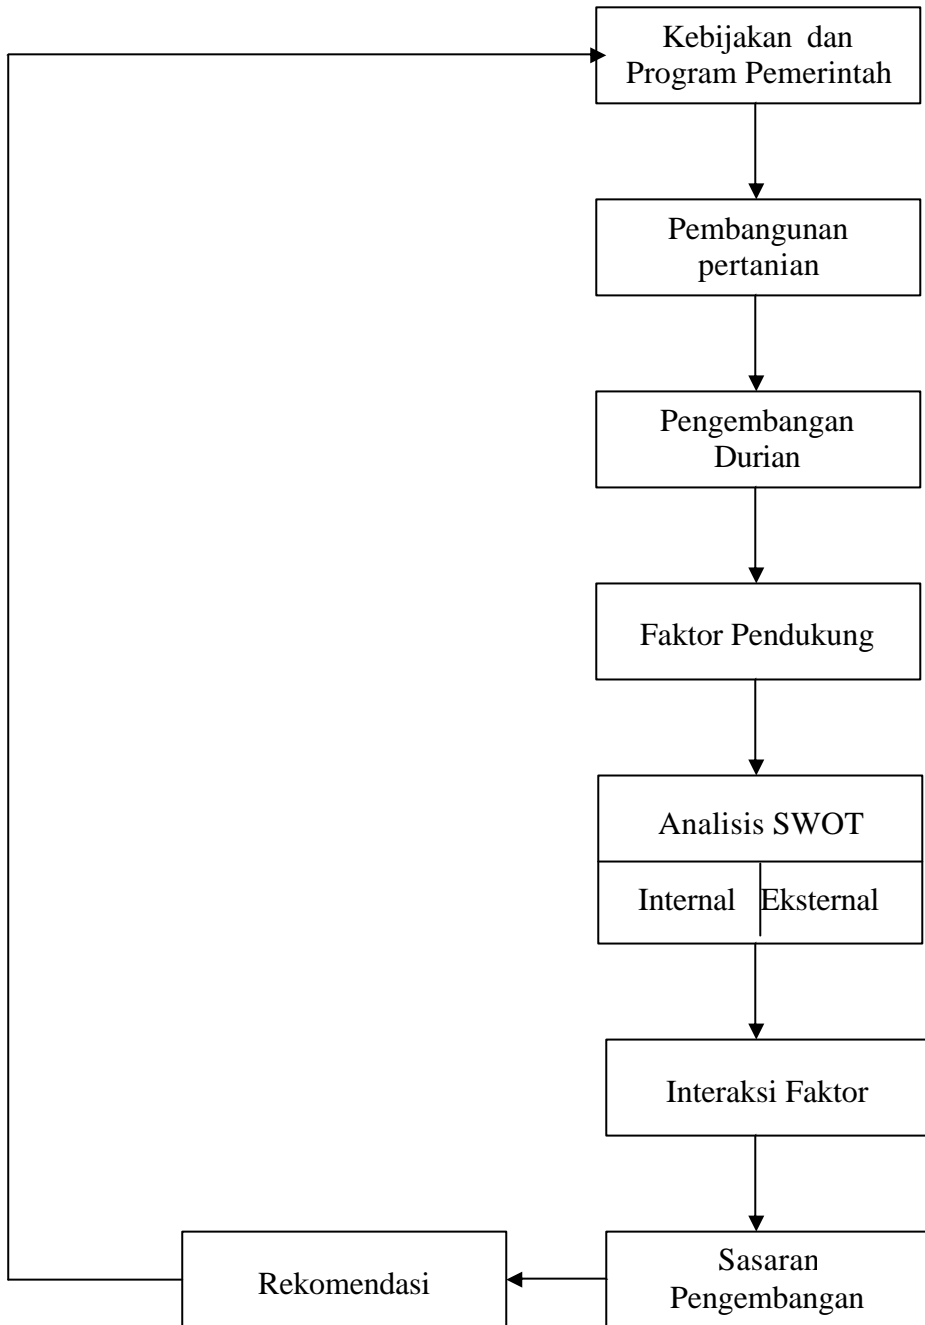 Kebijakan dan
Program Pemerintah
Pembangunan
pertanian
Pengembangan
Durian
Faktor Pendukung
Analisis SWOT
Internal Eksternal
Interaksi Faktor
Sasaran
Pengembangan
Rekomendasi